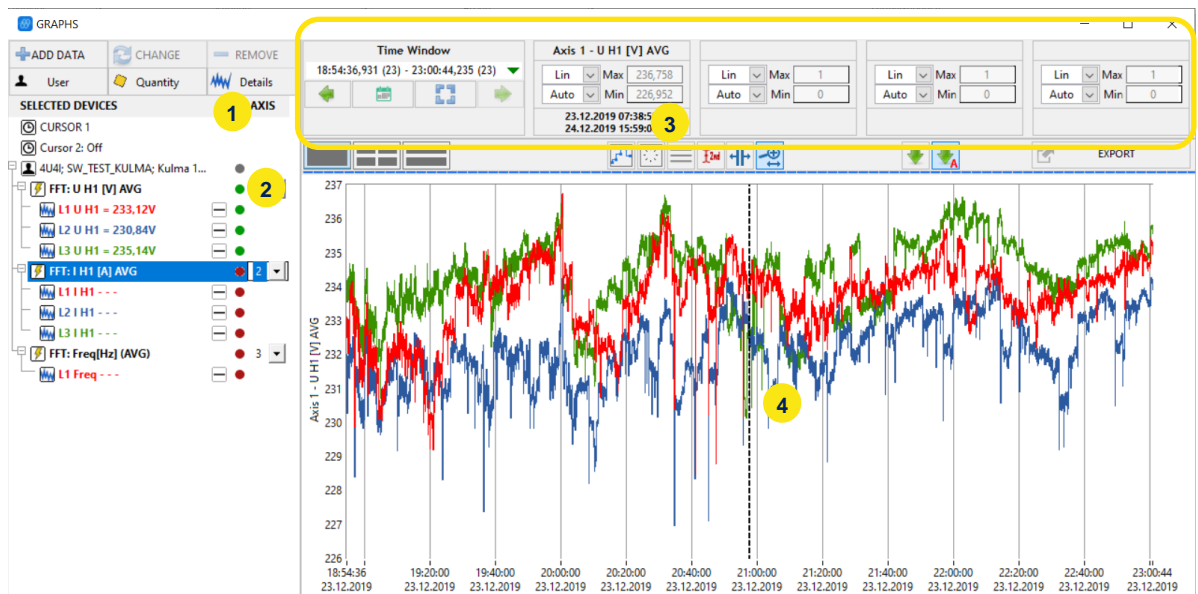 GRAPHS
ADD DATA CHANGE REMOVE
User Quantity Details
SELECTED DEVICES AXIS
1
CURSOR 1
Cursor 2: Off
4U4I; SW_TEST_KULMA; Kulma 1...
FFT: U H1 [V] AVG
2
L1 U H1 = 233,12V
L2 U H1 = 230,84V
L3 U H1 = 235,14V
FFT: I H1 [A] AVG 2
L1 I H1 - - -
L2 I H1 - - -
L3 I H1 - - -
FFT: Freq[Hz] (AVG) 3
L1 Freq - - -
Time Window
18:54:36,931 (23) - 23:00:44,235 (23)
Axis 1 - U H1 [V] AVG
Lin Max 236,758
Auto Min 226,952
23.12.2019 07:38:5
24.12.2019 15:59:0
3
Lin Max 1
Auto Min 0
Lin Max 1
Auto Min 0
Lin Max 1
Auto Min 0
2nd
A
EXPORT
Axis 1 - U H1 [V] AVG
237
236
235
234
233
232
231
230
229
228
227
226
4
18:54:36 19:20:00 19:40:00 20:00:00 20:20:00 20:40:00 21:00:00 21:20:00 21:40:00 22:00:00 22:20:00 22:40:00 23:00:44
23.12.2019 23.12.2019 23.12.2019 23.12.2019 23.12.2019 23.12.2019 23.12.2019 23.12.2019 23.12.2019 23.12.2019 23.12.2019 23.12.2019 23.12.2019